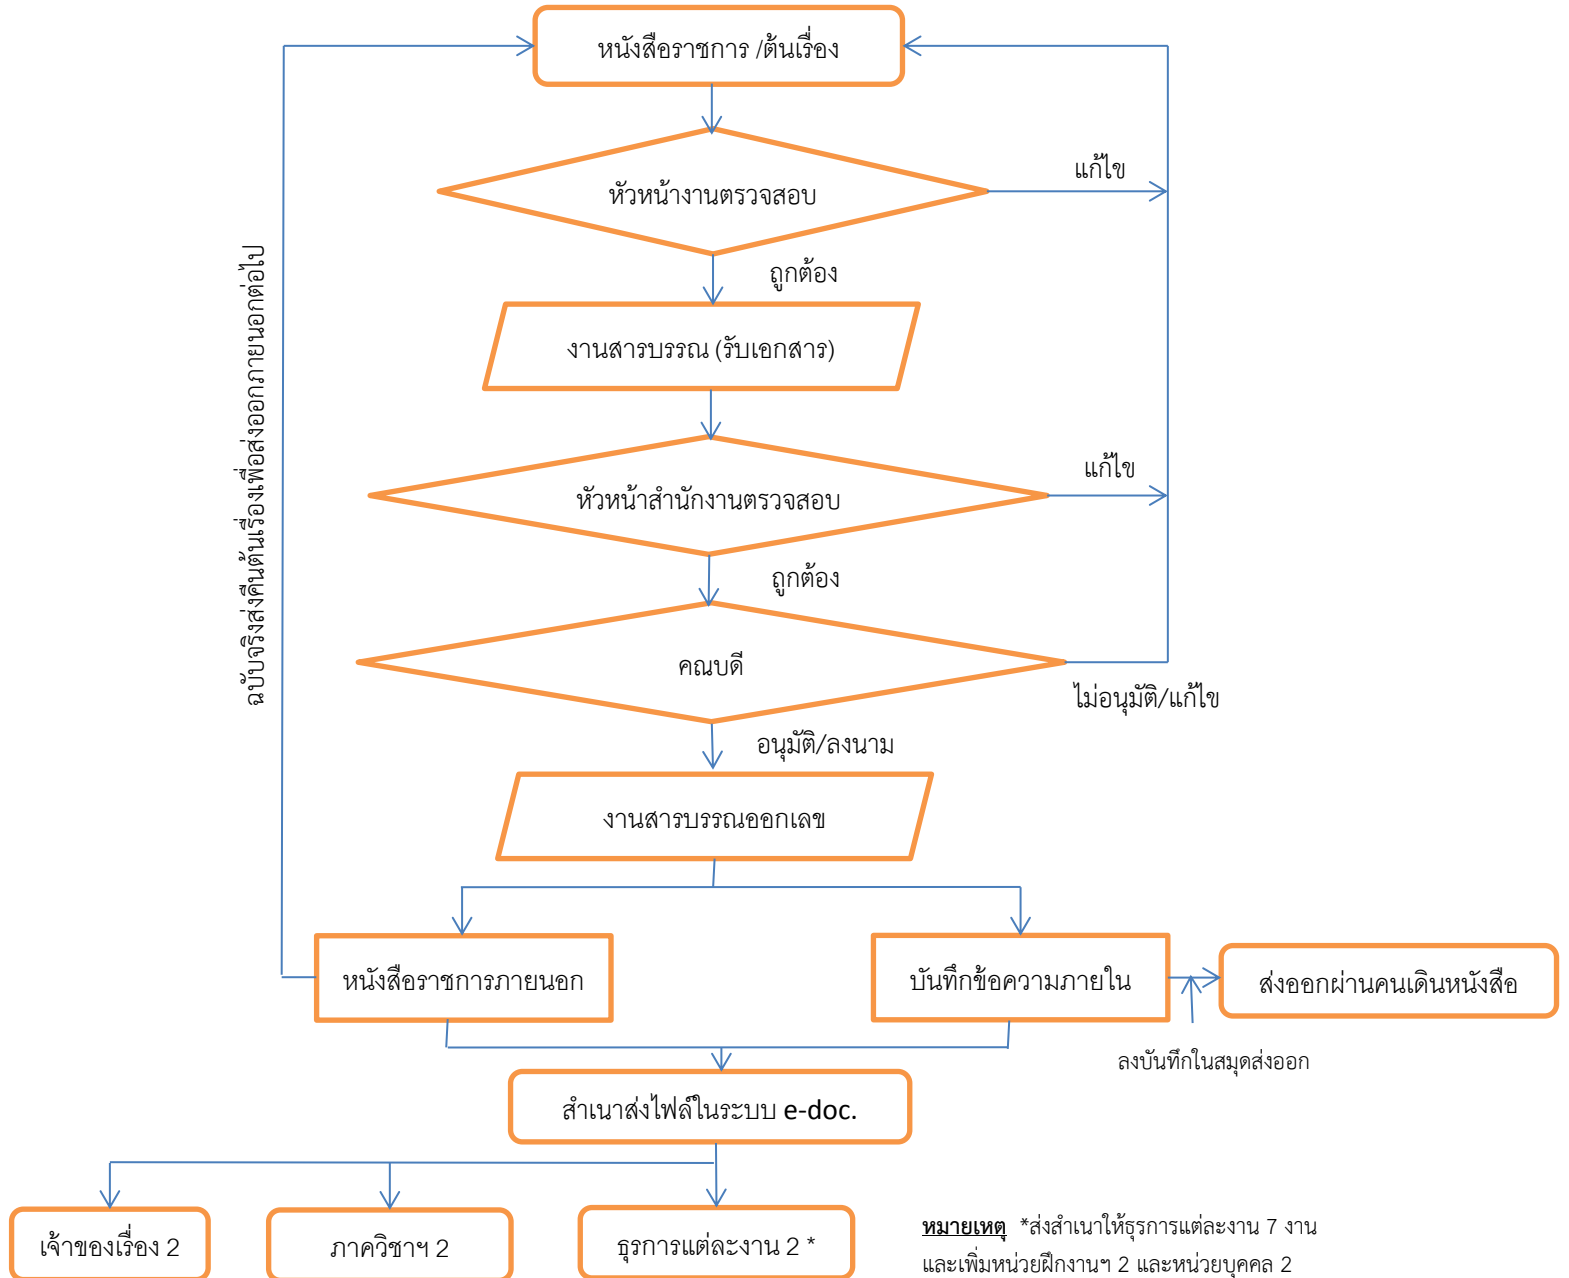 หนังสือราชการ /ต้นเรื่อง
หัวหน้างานตรวจสอบ
แก้ไข
ถูกต้อง
งานสารบรรณ (รับเอกสาร)
หัวหน้าสำนักงานตรวจสอบ
แก้ไข
ถูกต้อง
คณบดี
ไม่อนุมัติ/แก้ไข
อนุมัติ/ลงนาม
งานสารบรรณออกเลข
ฉบับจริงส่งคืนต้นเรื่องเพื่อส่งออกภายนอกต่อไป
หนังสือราชการภายนอก
บันทึกข้อความภายใน
ส่งออกผ่านคนเดินหนังสือ
ลงบันทึกในสมุดส่งออก
สำเนาส่งไฟล์ในระบบ e-doc.
เจ้าของเรื่อง 2
ภาควิชาฯ 2
ธุรการแต่ละงาน 2 *
หมายเหตุ *ส่งสำเนาให้ธุรการแต่ละงาน 7 งาน
และเพิ่มหน่วยฝึกงานฯ 2 และหน่วยบุคคล 2